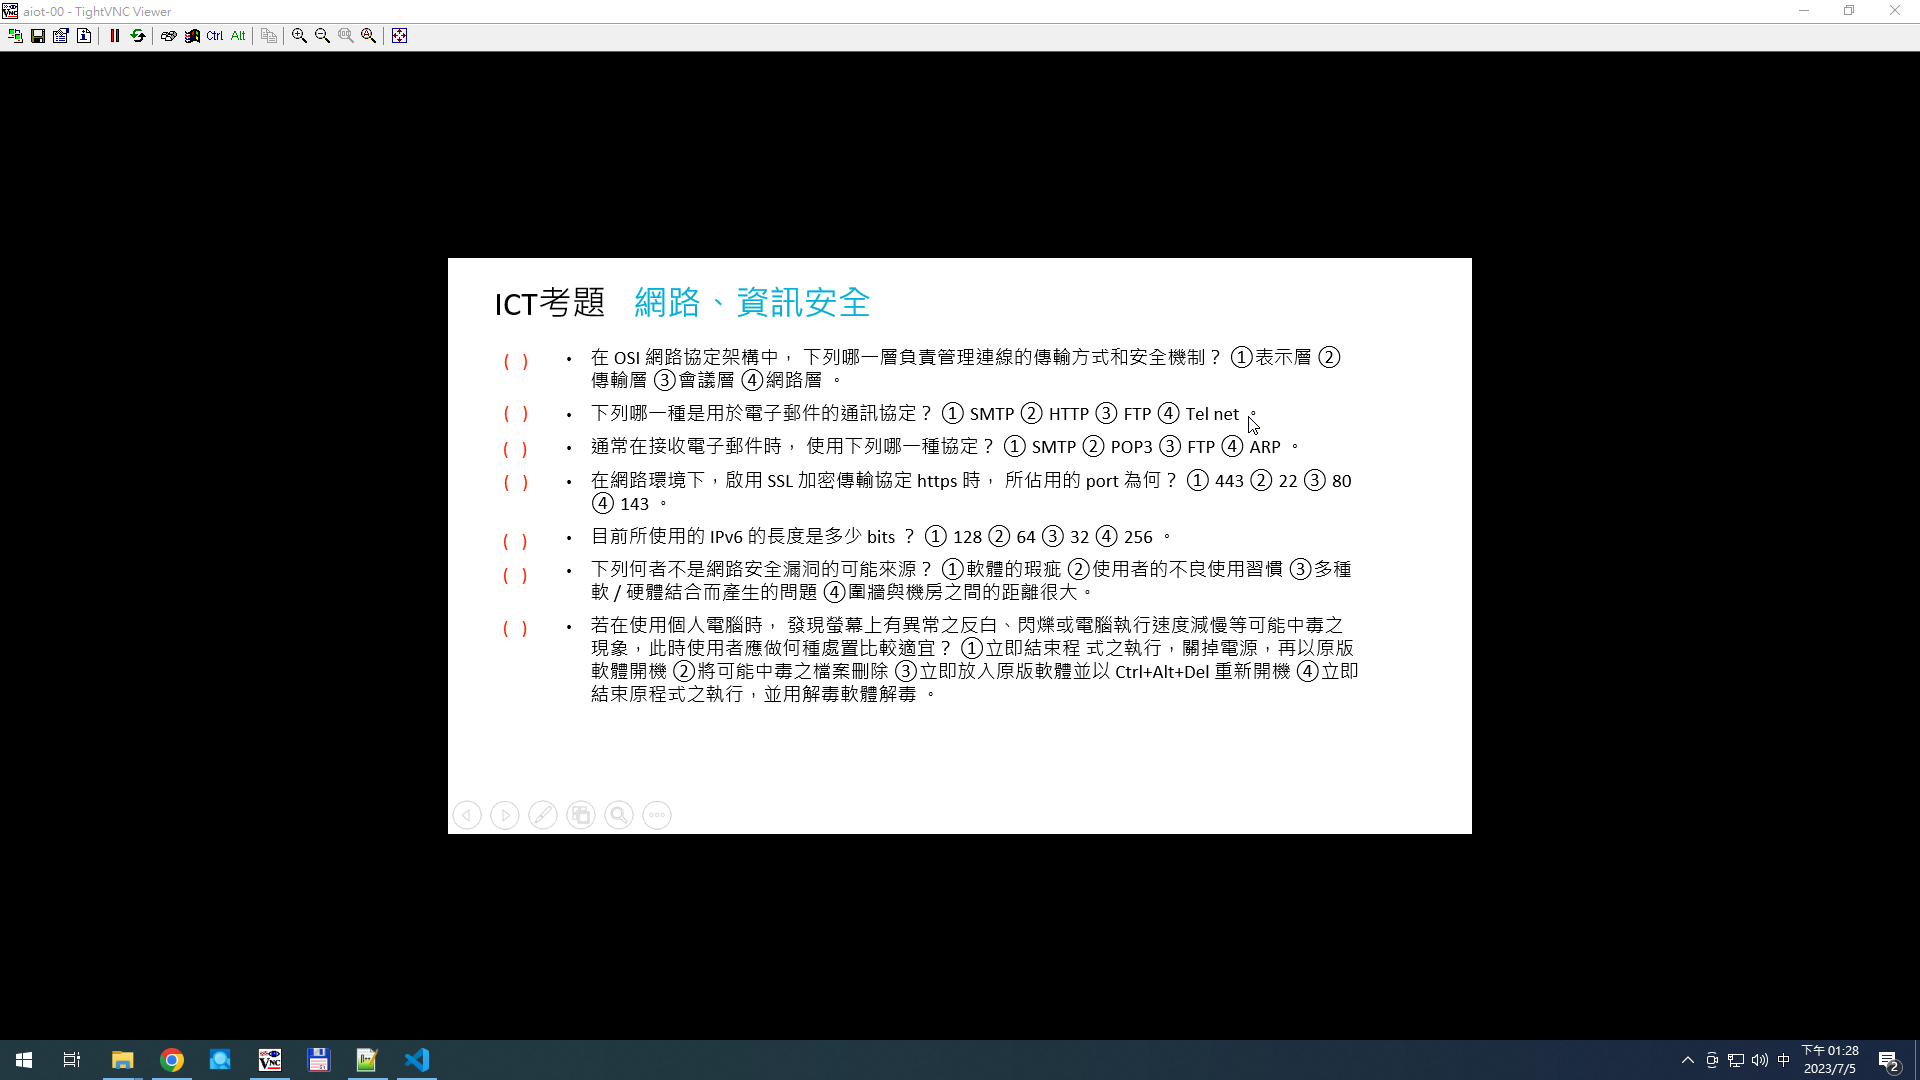 aiot-00 - TightVNC Viewer
Ctrl Alt
ICT考題 網路、資訊安全
( ) • 在 OSI 網路協定架構中， 下列哪一層負責管理連線的傳輸方式和安全機制？ ①表示層 ②
傳輸層 ③會議層 ④網路層 。
( ) • 下列哪一種是用於電子郵件的通訊協定？ ① SMTP ② HTTP ③ FTP ④ Tel net 。
( ) • 通常在接收電子郵件時， 使用下列哪一種協定？ ① SMTP ② POP3 ③ FTP ④ ARP 。
( ) • 在網路環境下，啟用 SSL 加密傳輸協定 https 時， 所佔用的 port 為何？ ① 443 ② 22 ③ 80
④ 143 。
( ) • 目前所使用的 IPv6 的長度是多少 bits ？ ① 128 ② 64 ③ 32 ④ 256 。
( ) • 下列何者不是網路安全漏洞的可能來源？ ①軟體的瑕疵 ②使用者的不良使用習慣 ③多種
軟 / 硬體結合而產生的問題 ④圍牆與機房之間的距離很大。
( ) • 若在使用個人電腦時， 發現螢幕上有異常之反白、閃爍或電腦執行速度減慢等可能中毒之
現象，此時使用者應做何種處置比較適宜？ ①立即結束程 式之執行，關掉電源，再以原版
軟體開機 ②將可能中毒之檔案刪除 ③立即放入原版軟體並以 Ctrl+Alt+Del 重新開機 ④立即
結束原程式之執行，並用解毒軟體解毒 。
中
下午 01:28
2023/7/5
2